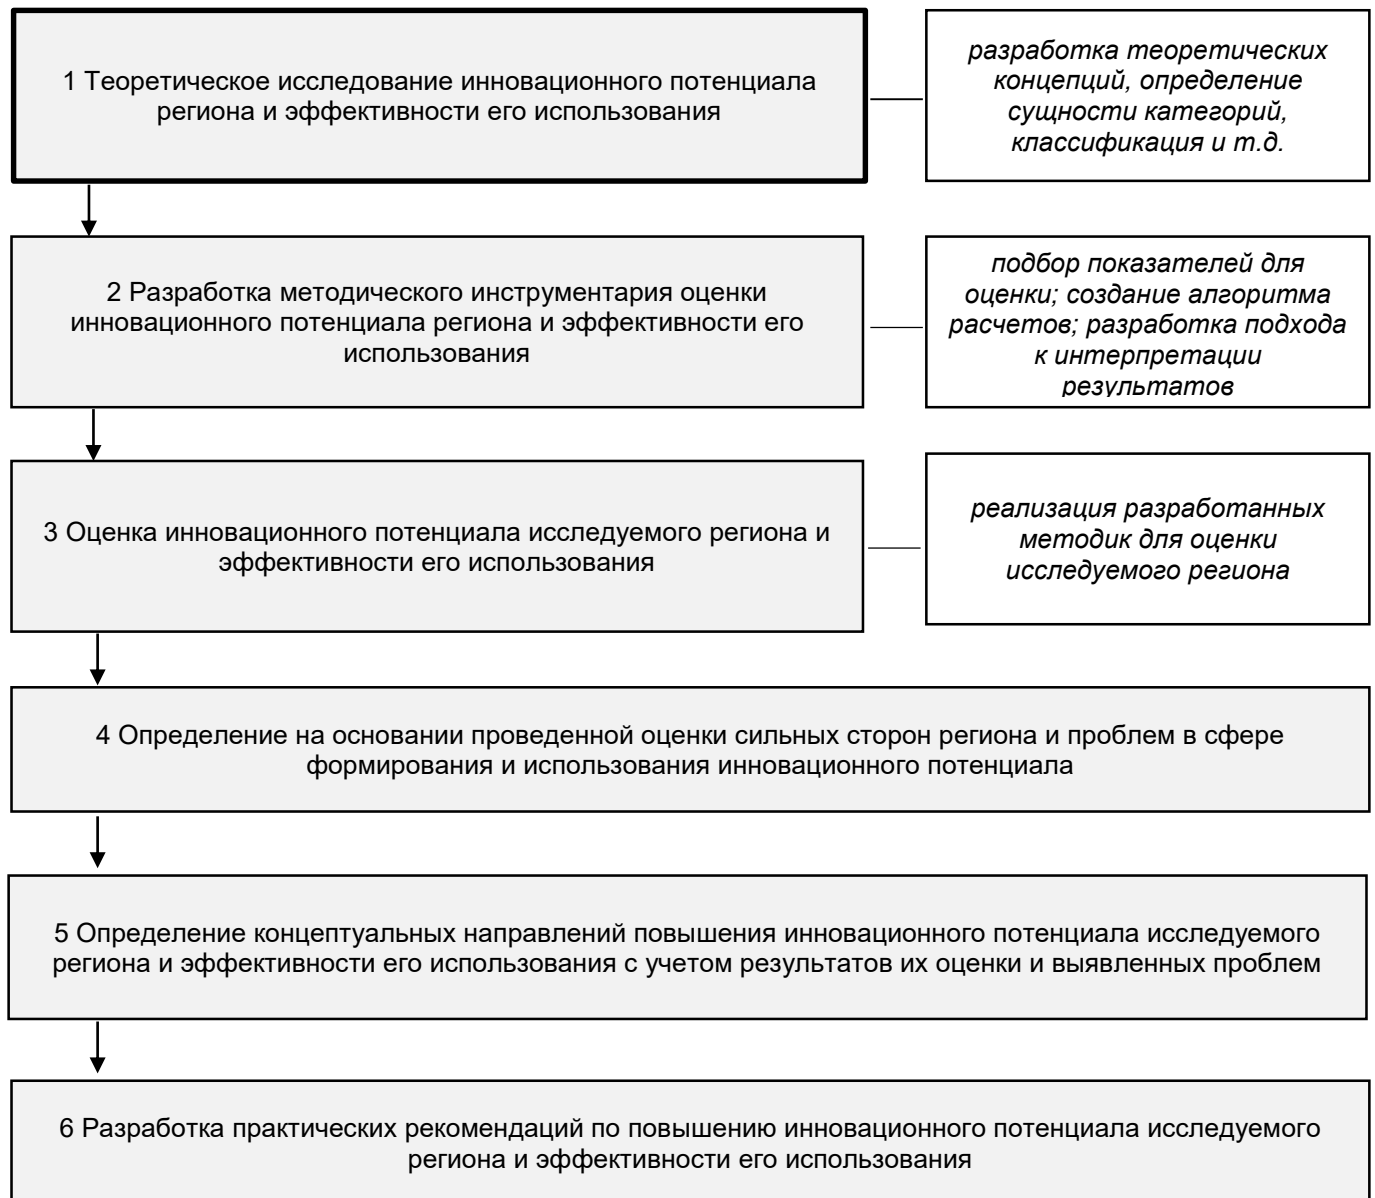 1 Теоретическое исследование инновационного потенциала
региона и эффективности его использования
разработка теоретических
концепций, определение
сущности категорий,
классификация и т.д.
2 Разработка методического инструментария оценки
инновационного потенциала региона и эффективности его
использования
подбор показателей для
оценки; создание алгоритма
расчетов; разработка подхода
к интерпретации
результатов
3 Оценка инновационного потенциала исследуемого региона и
эффективности его использования
реализация разработанных
методик для оценки
исследуемого региона
4 Определение на основании проведенной оценки сильных сторон региона и проблем в сфере
формирования и использования инновационного потенциала
5 Определение концептуальных направлений повышения инновационного потенциала исследуемого
региона и эффективности его использования с учетом результатов их оценки и выявленных проблем
6 Разработка практических рекомендаций по повышению инновационного потенциала исследуемого
региона и эффективности его использования